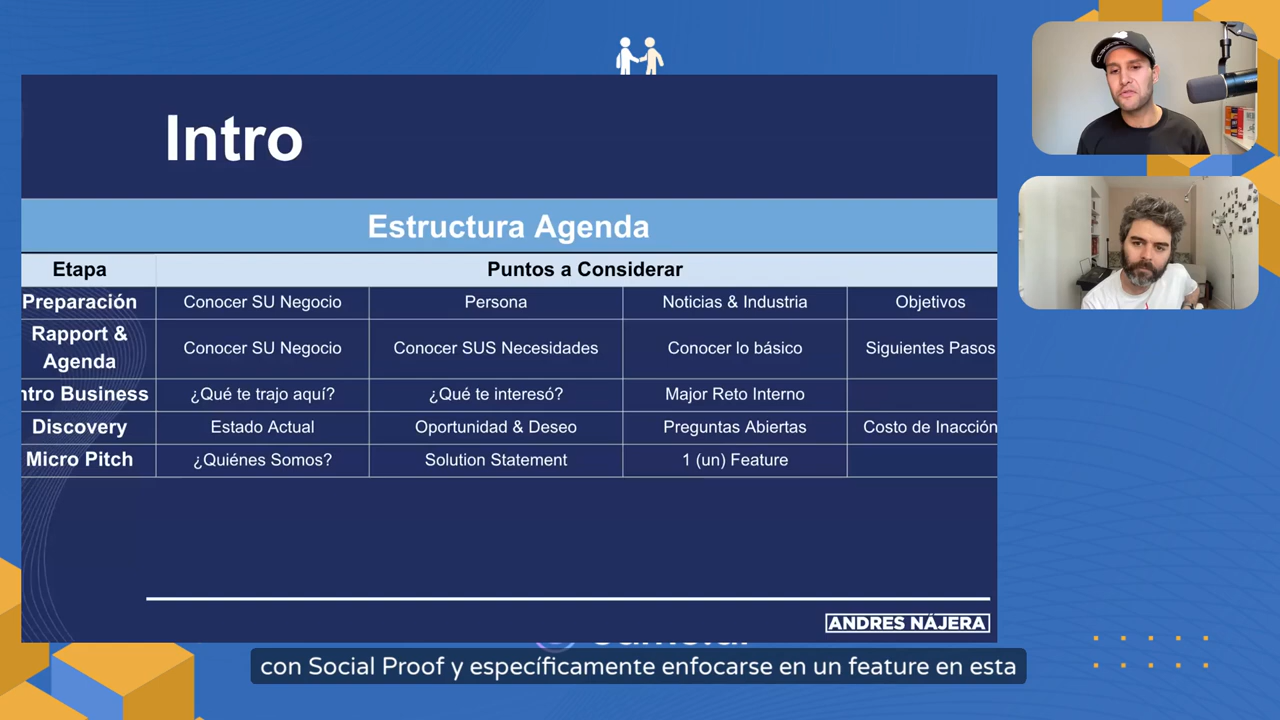 Intro
Estructura Agenda
Etapa Puntos a Considerar
Preparación Conocer SU Negocio Persona Noticias & Industria Objetivos
Rapport &
Agenda Conocer SU Negocio Conocer SUS Necesidades Conocer lo básico Siguientes Pasos
ntro Business ¿Qué te trajo aquí? ¿Qué te interesó? Major Reto Interno
Discovery Estado Actual Oportunidad & Deseo Preguntas Abiertas Costo de Inacción
Micro Pitch ¿Quiénes Somos? Solution Statement 1 (un) Feature
ANDRES NÁJERA
con Social Proof y específicamente enfocarse en un feature en esta